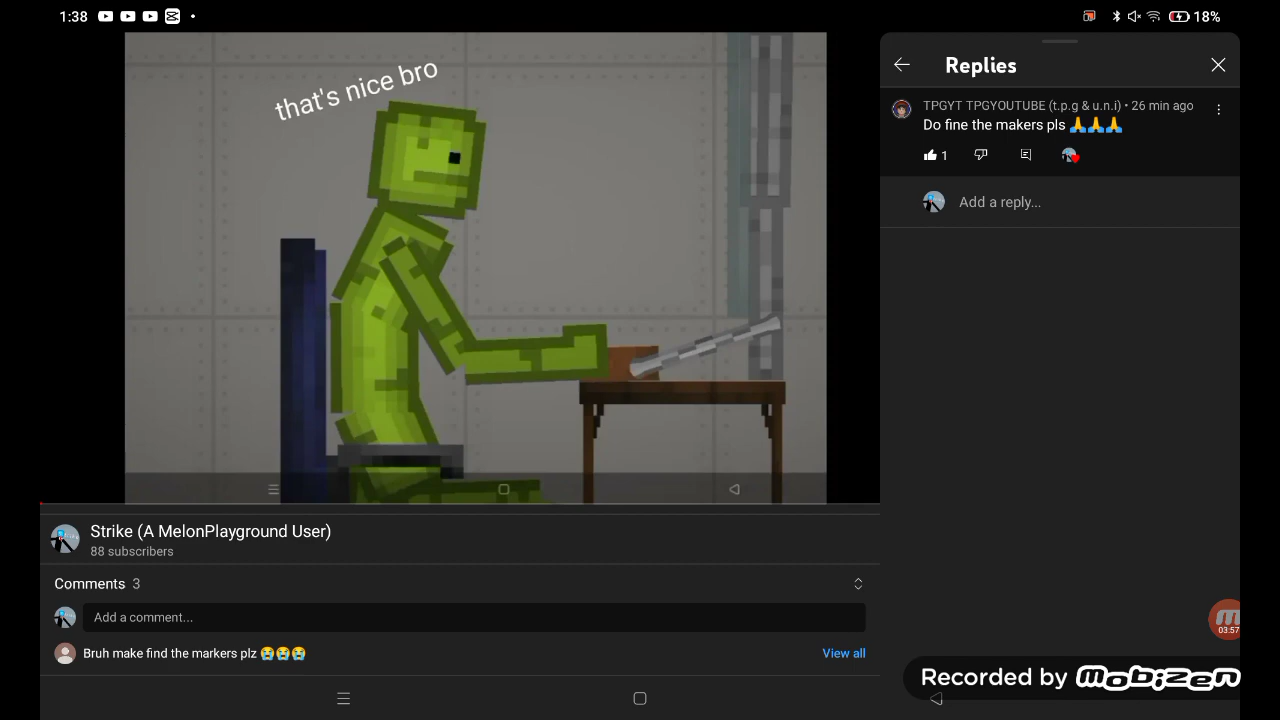 1:38
18%
that's nice bro
Replies
TPGYT TPGYOUTUBE (t.p.g & u.n.i) • 26 min ago
Do fine the makers pls 🙏🙏🙏
1
Add a reply...
Strike (A MelonPlayground User)
88 subscribers
Comments 3
Add a comment...
Bruh make find the markers plz 😭😭😭
View all
03:57
Recorded by mobizen